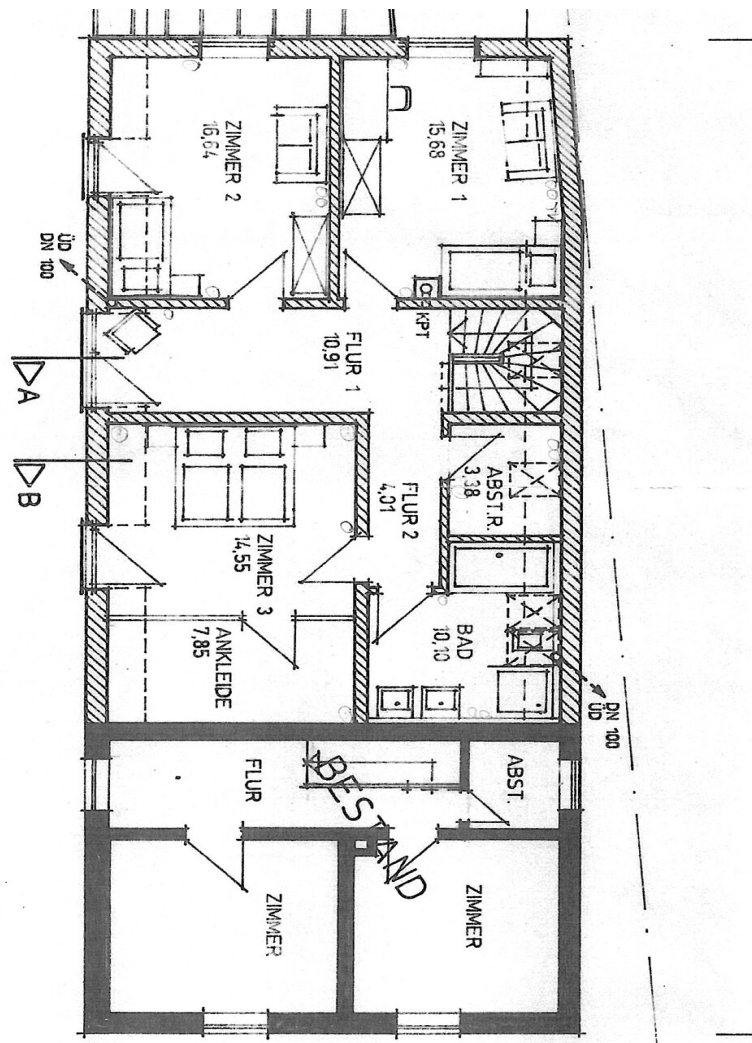 ZIMMER 1
15,68
ZIMMER 2
16,64
ÜD
DN 100
KPT
FLUR 1
10,91
A
B
ABST.R.
3,38
FLUR 2
4,01
ZIMMER 3
14,55
BAD
10,10
ANKLEIDE
7,85
DN 100
ÜD
FLUR
BESTAND
ABST.
ZIMMER
ZIMMER